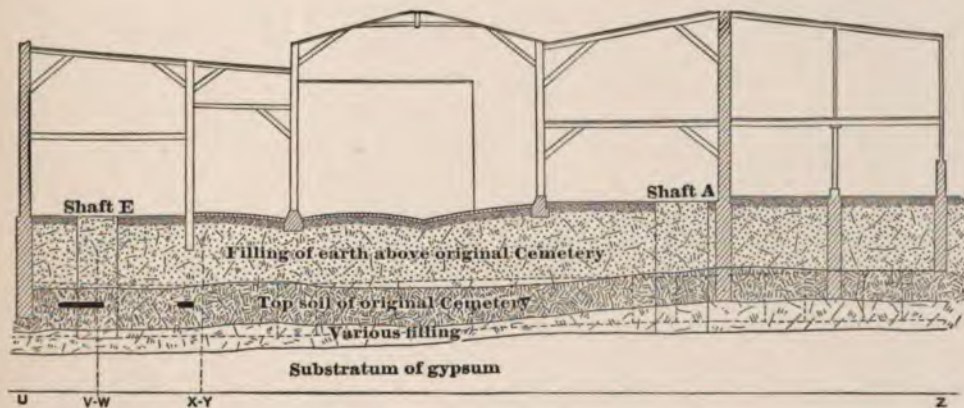 Shaft E
Shaft A
Filling of earth above original Cemetery
Top soil of original Cemetery
Various filling
Substratum of gypsum
U V-W X-Y Z